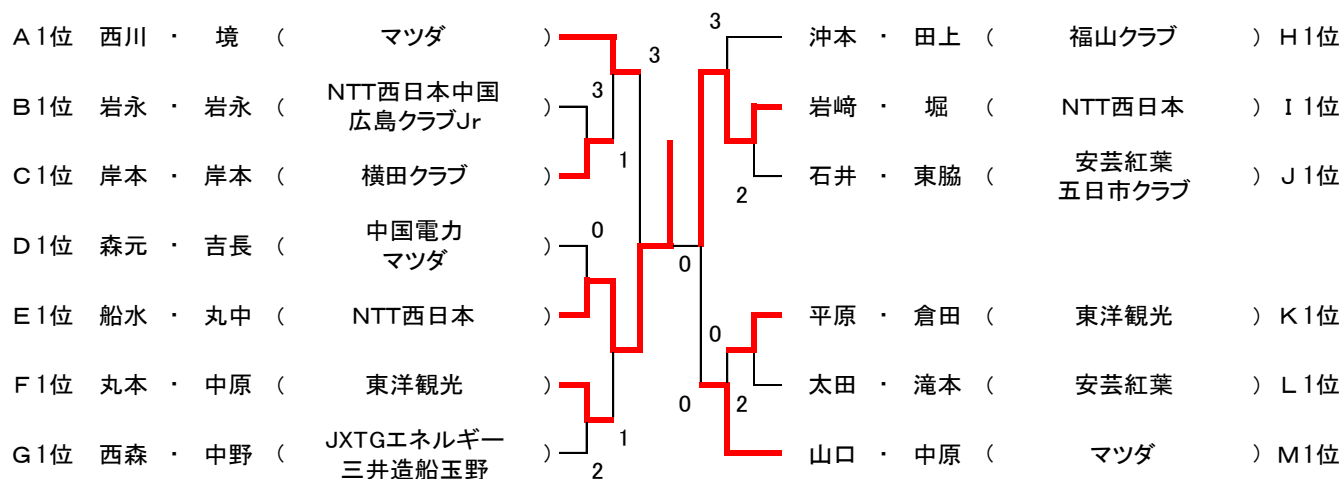 A1位 西川 ・ 境 ( マツダ )
B1位 岩永 ・ 岩永 ( NTT西日本中国 広島クラブJr )
C1位 岸本 ・ 岸本 ( 横田クラブ )
D1位 森元 ・ 吉長 ( 中国電力 マツダ )
E1位 船水 ・ 丸中 ( NTT西日本 )
F1位 丸本 ・ 中原 ( 東洋観光 )
G1位 西森 ・ 中野 ( JXTGエネルギー 三井造船玉野 )
3
3
1
0
1
2
3
2
0
0
0
2
沖本 ・ 田上 ( 福山クラブ ) H1位
岩﨑 ・ 堀 ( NTT西日本 ) I1位
石井 ・ 東脇 ( 安芸紅葉 五日市クラブ ) J1位
平原 ・ 倉田 ( 東洋観光 ) K1位
太田 ・ 滝本 ( 安芸紅葉 ) L1位
山口 ・ 中原 ( マツダ ) M1位